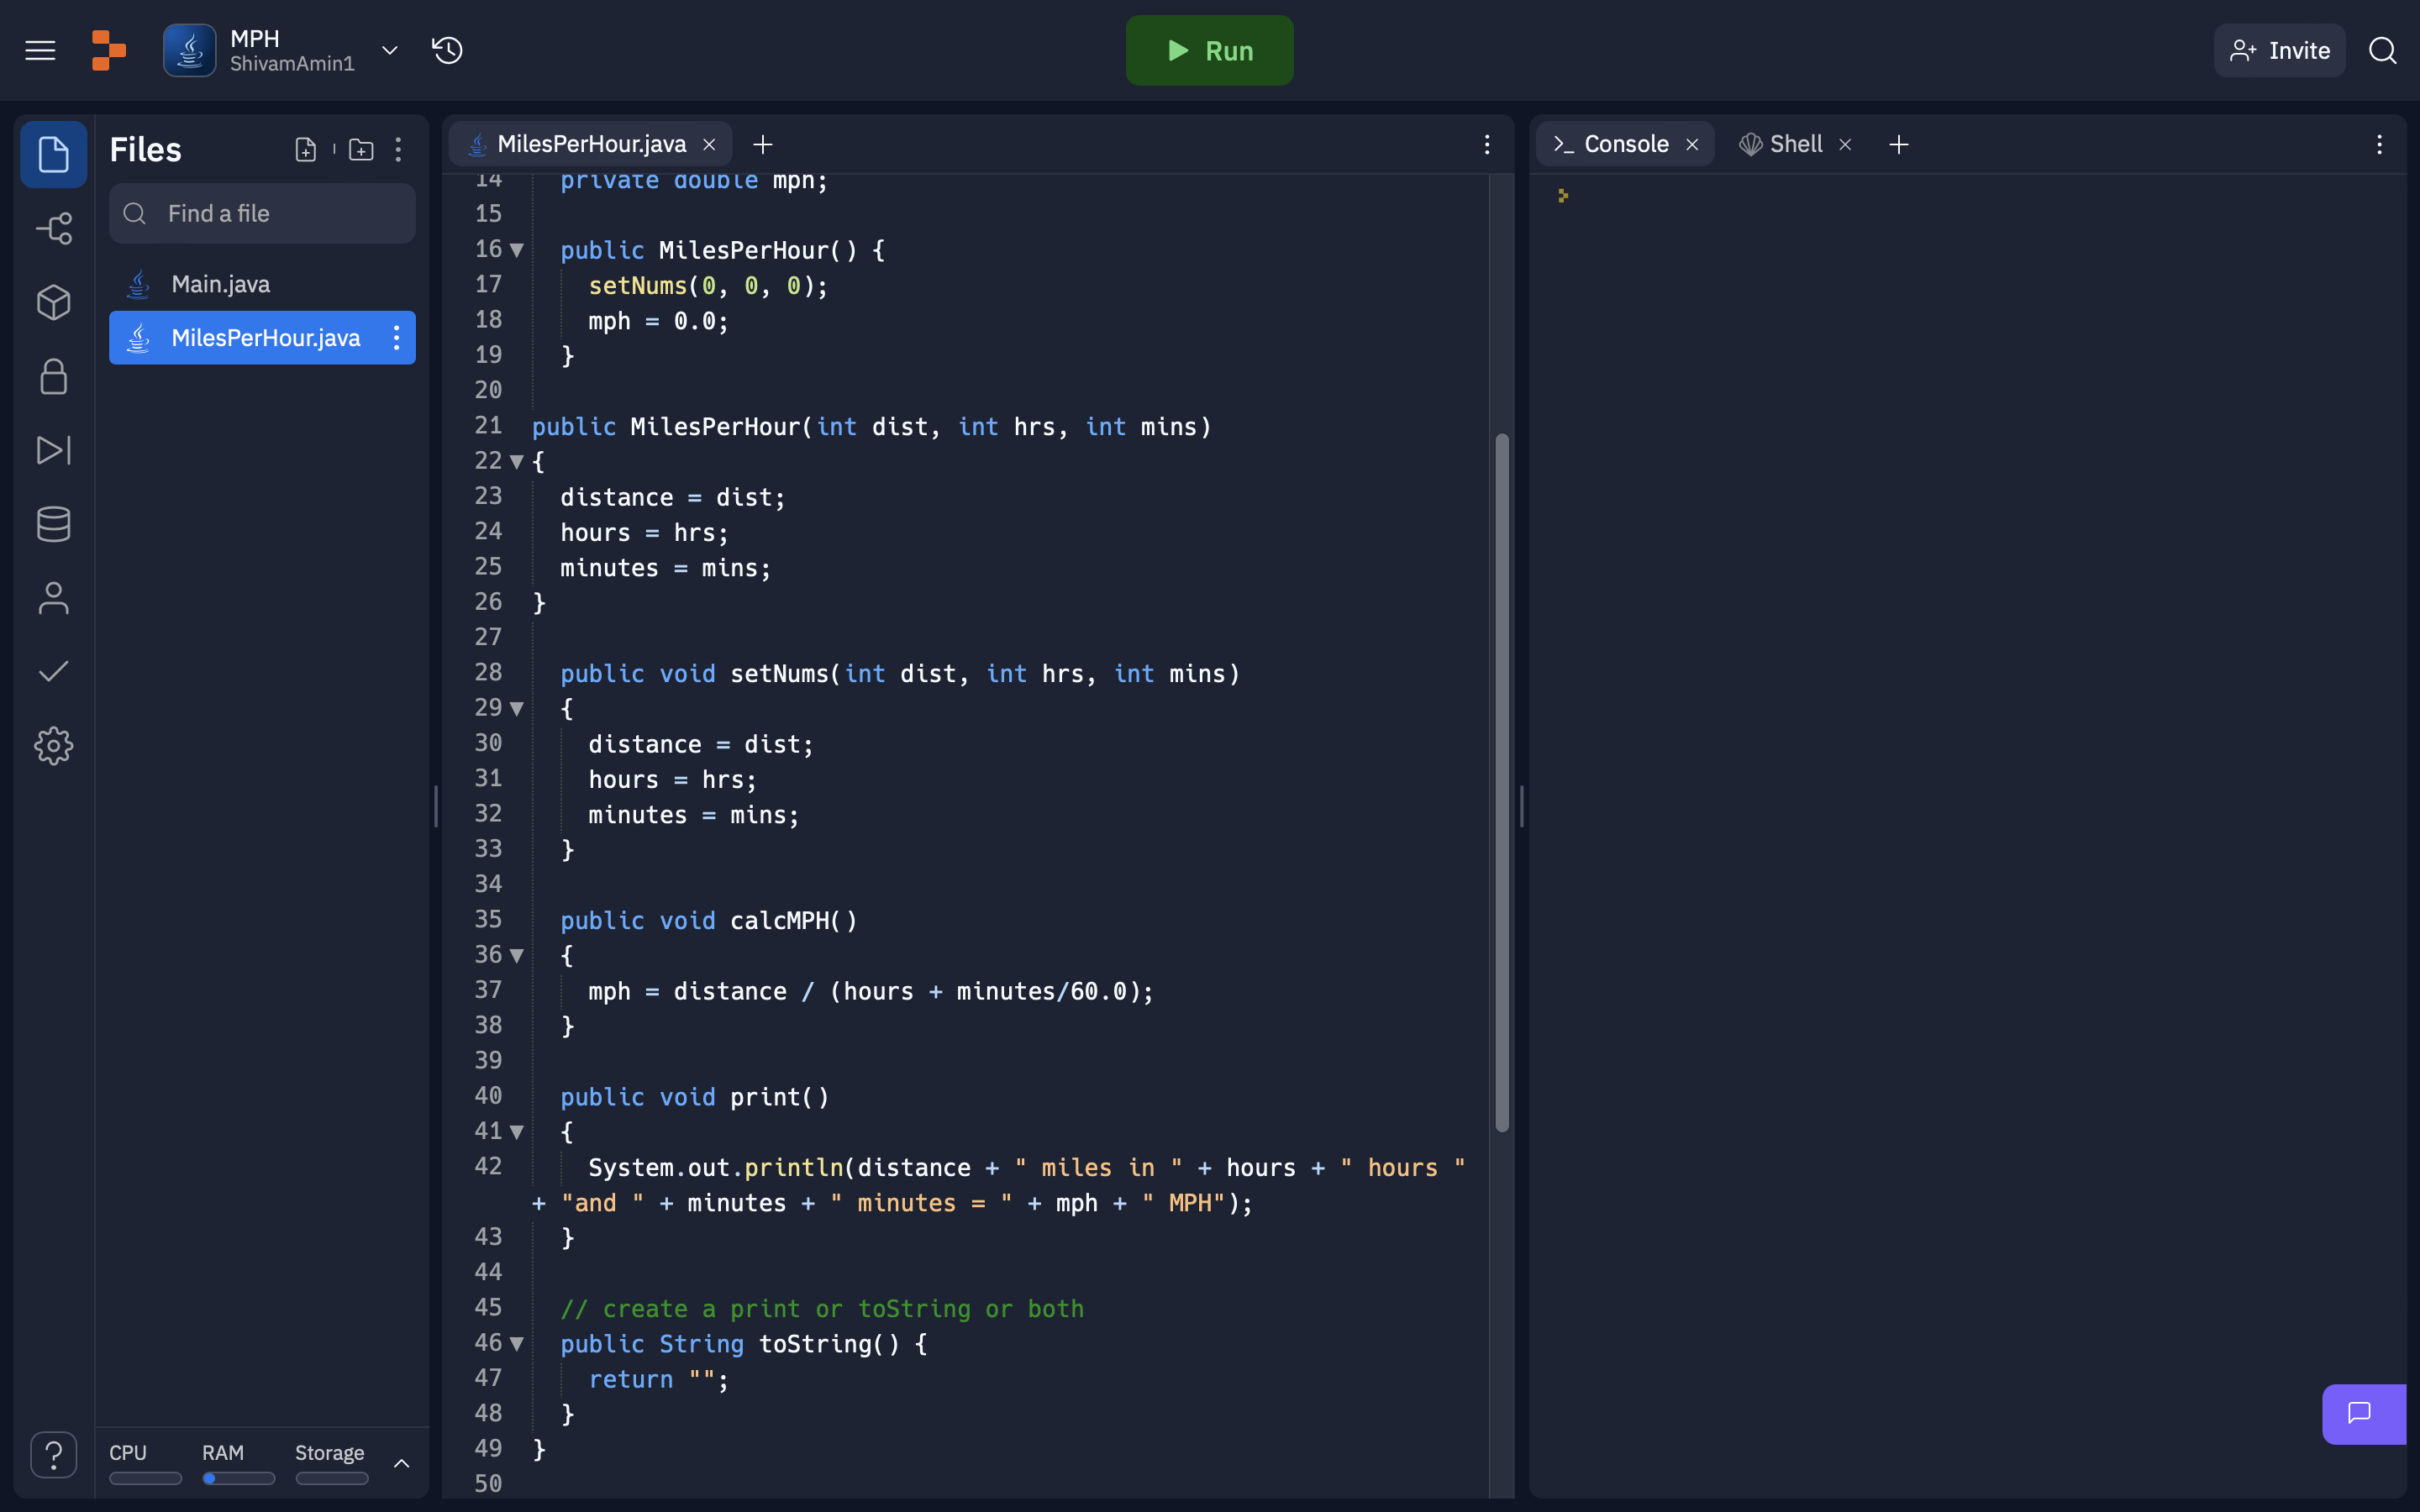 MPH
ShivamAmin1
Run
Invite
Files
Find a file
Main.java
MilesPerHour.java
CPU RAM Storage
MilesPerHour.java
14 private double mph;
15
16 public MilesPerHour() {
17 setNums(0, 0, 0);
18 mph = 0.0;
19 }
20
21 public MilesPerHour(int dist, int hrs, int mins)
22 {
23 distance = dist;
24 hours = hrs;
25 minutes = mins;
26 }
27
28 public void setNums(int dist, int hrs, int mins)
29 {
30 distance = dist;
31 hours = hrs;
32 minutes = mins;
33 }
34
35 public void calcMPH()
36 {
37 mph = distance / (hours + minutes/60.0);
38 }
39
40 public void print()
41 {
42 System.out.println(distance + " miles in " + hours + " hours "
+ "and " + minutes + " minutes = " + mph + " MPH");
43 }
44
45 // create a print or toString or both
46 public String toString() {
47 return "";
48 }
49 }
50
Console Shell